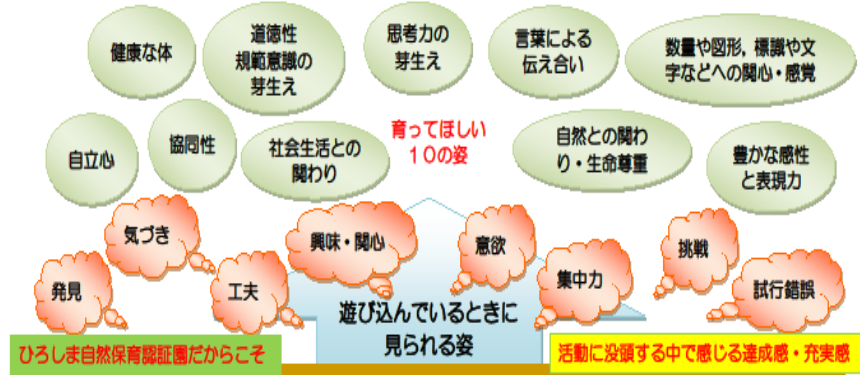 健康な体
道徳性
規範意識の
芽生え
思考力の
芽生え
言葉による
伝え合い
数量や図形，標識や文
字などへの関心・感覚
自立心
協同性
社会生活との
関わり
育ってほしい
１０の姿
自然との関わ
り・生命尊重
豊かな感性
と表現力
発見
気づき
工夫
興味・関心
意欲
集中力
挑戦
試行錯誤
遊び込んでいるときに
見られる姿
ひろしま自然保育認証園だからこそ
活動に没頭する中で感じる達成感・充実感